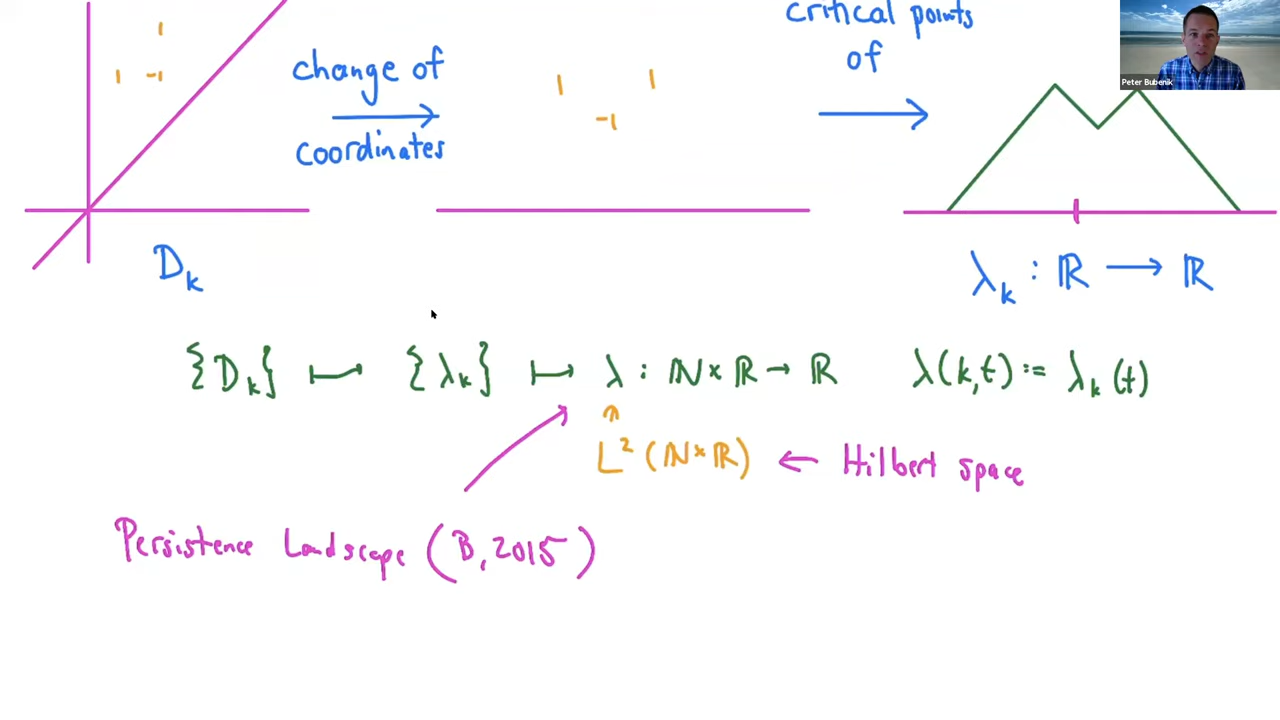 critical points
of
Peter Bubenik
1
1 -1
change of
coordinates
1 1
-1
D_k
λ_k : ℝ → ℝ
{D_k} ↦ {λ_k} ↦ λ : ℕ × ℝ → ℝ λ(k,t) := λ_k(t)
L²(ℕ×ℝ) ← Hilbert space
Persistence Landscape (B, 2015)